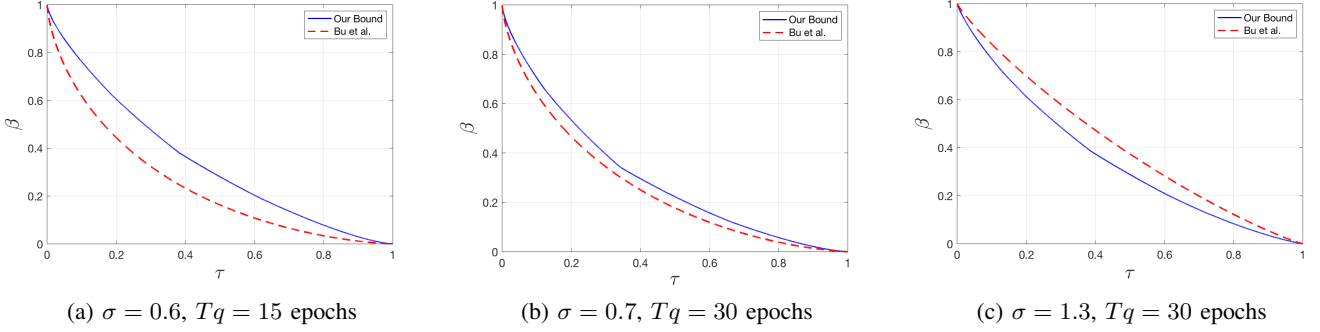 1
0.8
0.6
0.4
0.2
0
β
0
0.2
0.4
0.6
0.8
1
τ
Our Bound
Bu et al.
(a) σ = 0.6, Tq = 15 epochs
1
0.8
0.6
0.4
0.2
0
β
0
0.2
0.4
0.6
0.8
1
τ
Our Bound
Bu et al.
(b) σ = 0.7, Tq = 30 epochs
1
0.8
0.6
0.4
0.2
0
β
0
0.2
0.4
0.6
0.8
1
τ
Our Bound
Bu et al.
(c) σ = 1.3, Tq = 30 epochs